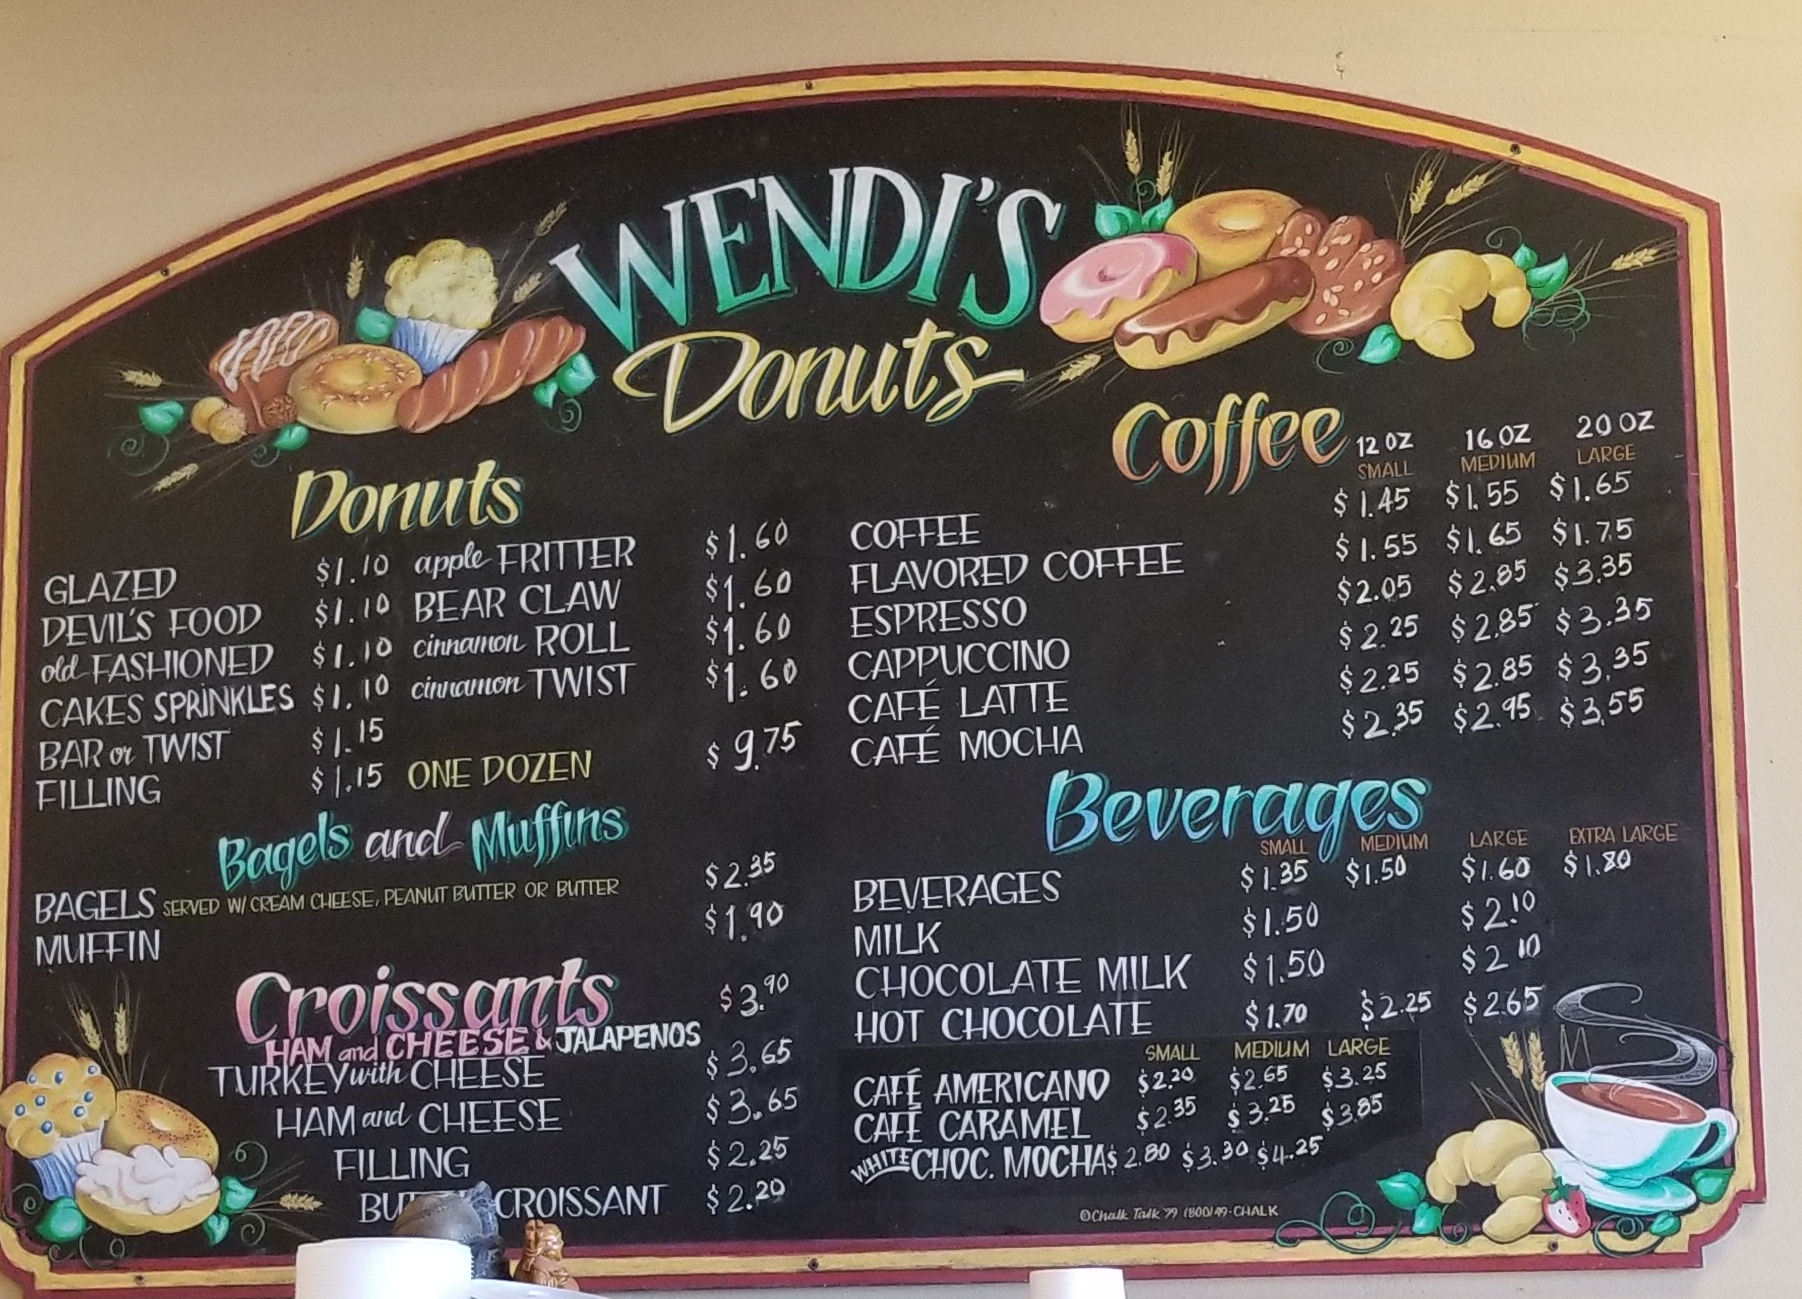 WENDI'S
Donuts
Donuts
GLAZED $1.10 apple FRITTER $1.60
DEVIL'S FOOD $1.10 BEAR CLAW $1.60
old FASHIONED $1.10 cinnamon ROLL $1.60
CAKES SPRINKLES $1.10 cinnamon TWIST $1.60
BAR or TWIST $1.15
FILLING $1.15 ONE DOZEN $9.75
Bagels and Muffins
BAGELS SERVED W/ CREAM CHEESE, PEANUT BUTTER OR BUTTER $2.35
MUFFIN $1.90
Croissants
HAM and CHEESE & JALAPENOS $3.90
TURKEY with CHEESE $3.65
HAM and CHEESE $3.65
FILLING $2.25
CROISSANT $2.20
Coffee 12 OZ 16 OZ 20 OZ
SMALL MEDIUM LARGE
COFFEE $1.45 $1.55 $1.65
FLAVORED COFFEE $1.55 $1.65 $1.75
ESPRESSO $2.05 $2.85 $3.35
CAPPUCCINO $2.25 $2.85 $3.35
CAFÉ LATTE $2.25 $2.85 $3.35
CAFÉ MOCHA $2.35 $2.95 $3.55
Beverages
SMALL MEDIUM LARGE EXTRA LARGE
BEVERAGES $1.35 $1.50 $1.60 $1.80
MILK $1.50 $2.10
CHOCOLATE MILK $1.50 $2.10
HOT CHOCOLATE $1.70 $2.25 $2.65
SMALL MEDIUM LARGE
CAFÉ AMERICANO $2.20 $2.65 $3.25
CAFÉ CARAMEL $2.35 $3.25 $3.85
WHITE CHOC. MOCHA $2.80 $3.30 $4.25
©Chalk Talk '99 (800)49-CHALK